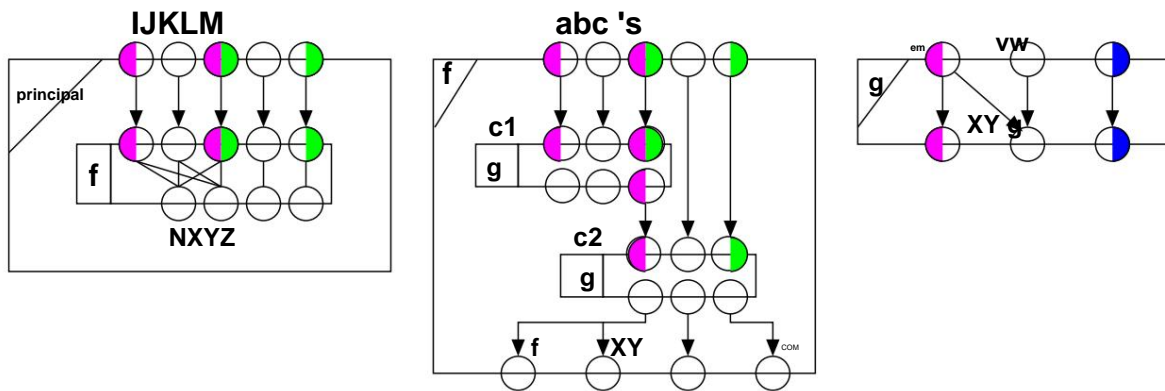 IJKLM
principal
f
NXYZ
abc 's
f
c1
g
c2
g
f XY COM
em vw
g
XY g